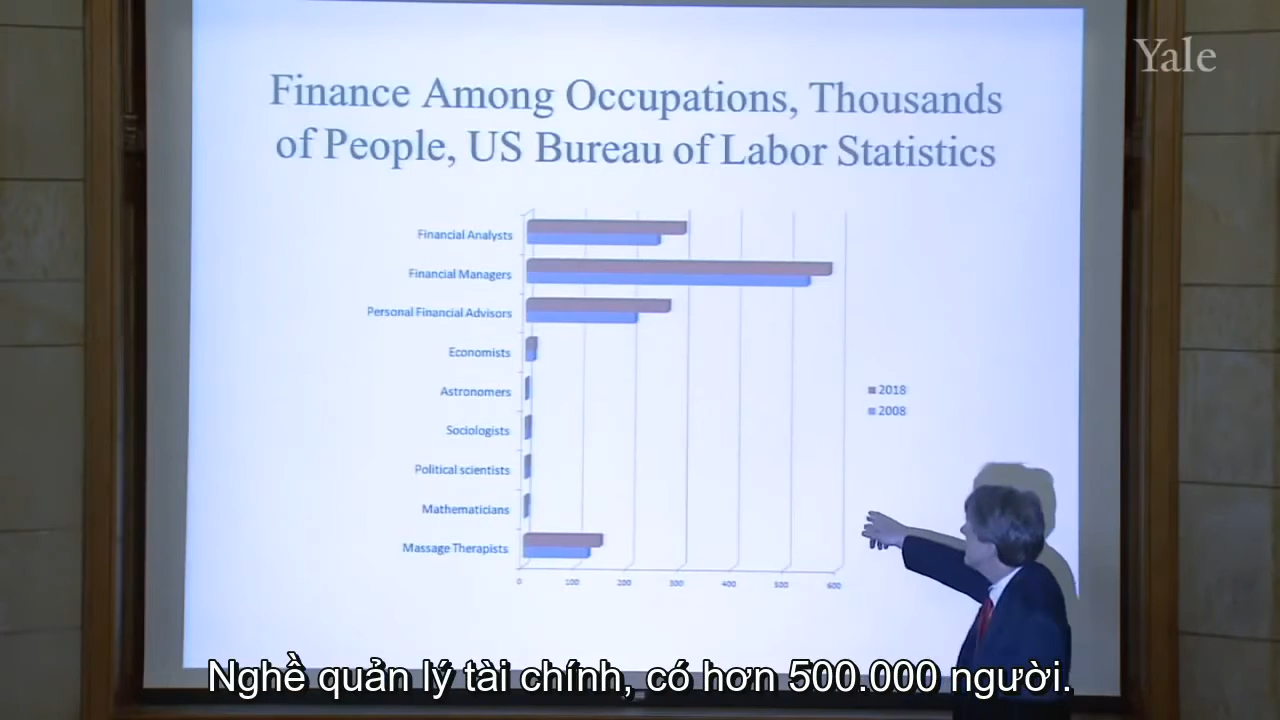 Yale
Finance Among Occupations, Thousands
of People, US Bureau of Labor Statistics
Financial Analysts
Financial Managers
Personal Financial Advisors
Economists
Astronomers
Sociologists
Political scientists
Mathematicians
Massage Therapists
2018
2008
0 100 200 300 400 500 600
Nghề quản lý tài chính, có hơn 500.000 người.